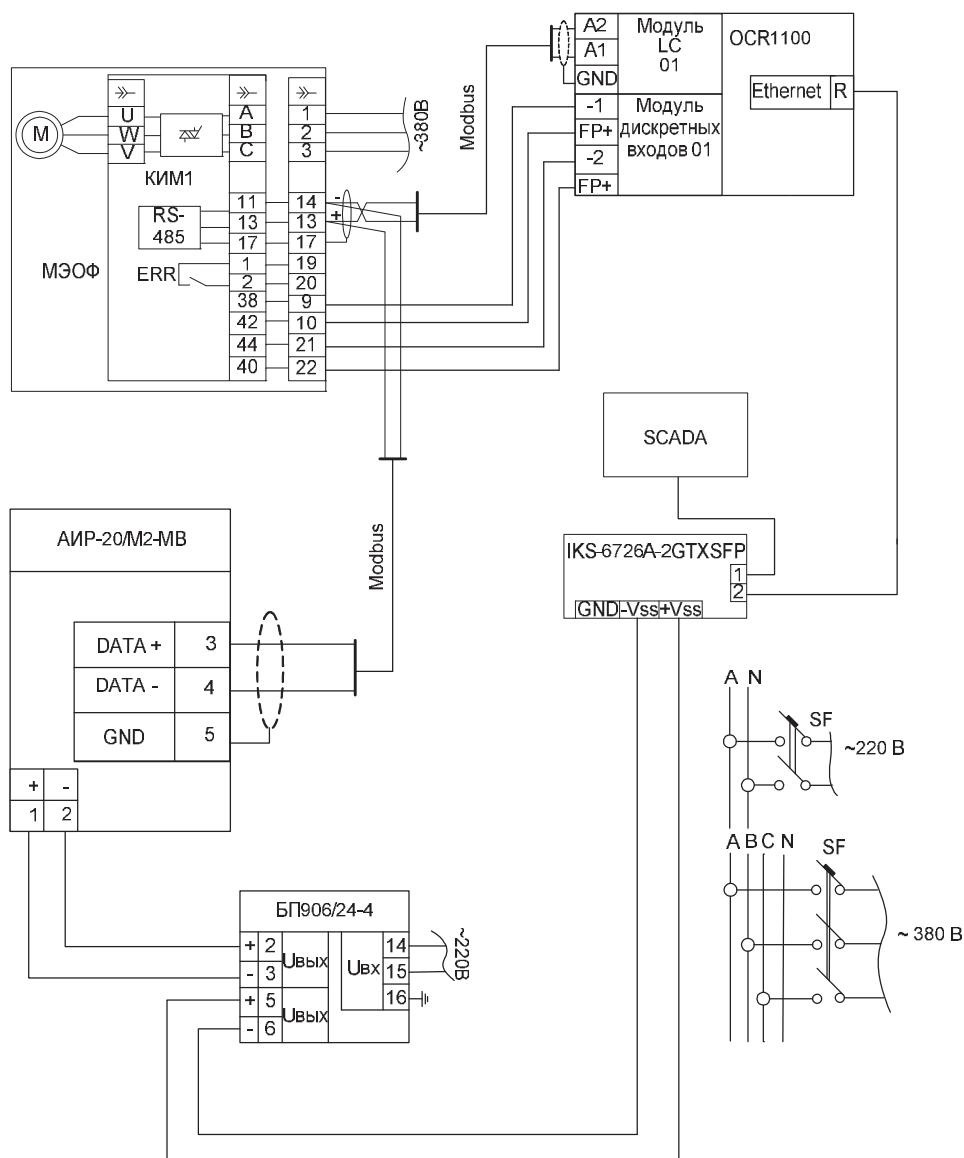 A2
Модуль
LC
01
OCR1100
A1
GND
Ethernet R
-1
Модуль
дискретных
входов 01
FP+
-2
FP+
Modbus
~380В
М
U
W
V
A
B
C
1
2
3
КИМ1
RS-
485
11
13
17
14
13
17
-
+
МЭОФ
ERR
1
2
38
42
44
40
19
20
9
10
21
22
SCADA
IKS-6726A-2GTXSFP
1
2
GND -Vss +Vss
Modbus
АИР-20/М2-МВ
DATA + 3
DATA - 4
GND 5
+ -
1 2
A N
SF
~220 В
A B C N
SF
~ 380 В
БП906/24-4
+ 2
- 3
Uвых
+ 5
- 6
Uвых
Uвх
14
15
16
~220В